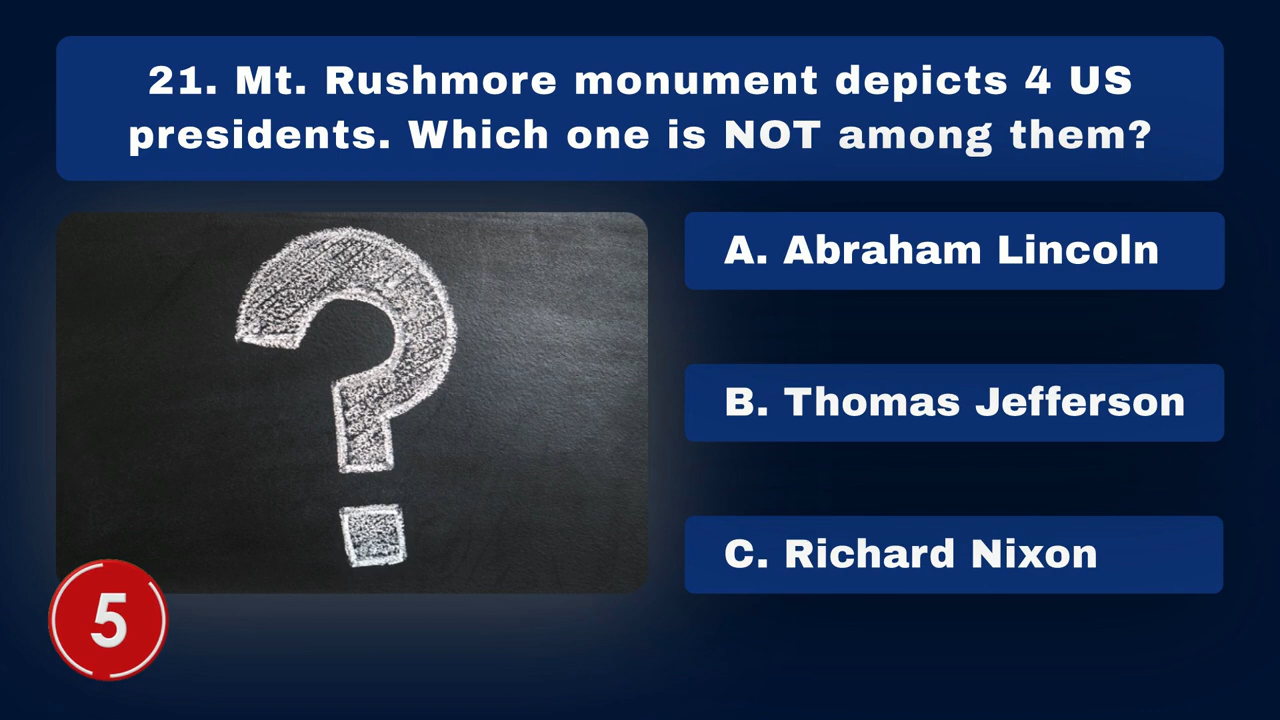 21. Mt. Rushmore monument depicts 4 US
presidents. Which one is NOT among them?
A. Abraham Lincoln
B. Thomas Jefferson
C. Richard Nixon
5